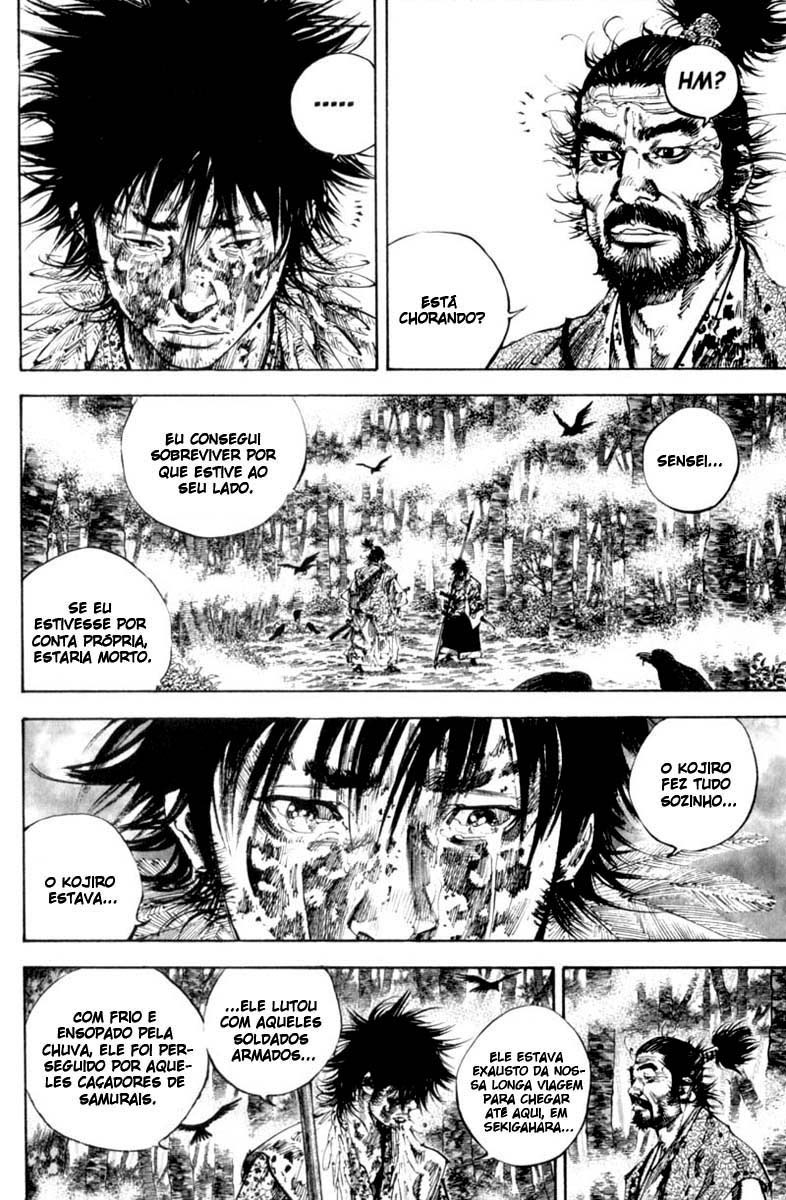 HM?
ESTÁ
CHORANDO?
.....
SENSEI...
EU CONSEGUI
SOBREVIVER POR
QUE ESTIVE AO
SEU LADO.
SE EU
ESTIVESSE POR
CONTA PRÓPRIA,
ESTARIA MORTO.
O KOJIRO
FEZ TUDO
SOZINHO...
O KOJIRO
ESTAVA...
ELE ESTAVA
EXAUSTO DA NOS-
SA LONGA VIAGEM
PARA CHEGAR
ATÉ AQUI, EM
SEKIGAHARA...
...ELE LUTOU
COM AQUELES
SOLDADOS
ARMADOS...
COM FRIO E
ENSOPADO PELA
CHUVA, ELE FOI PER-
SEGUIDO POR AQUE-
LES CAÇADORES DE
SAMURAIS.